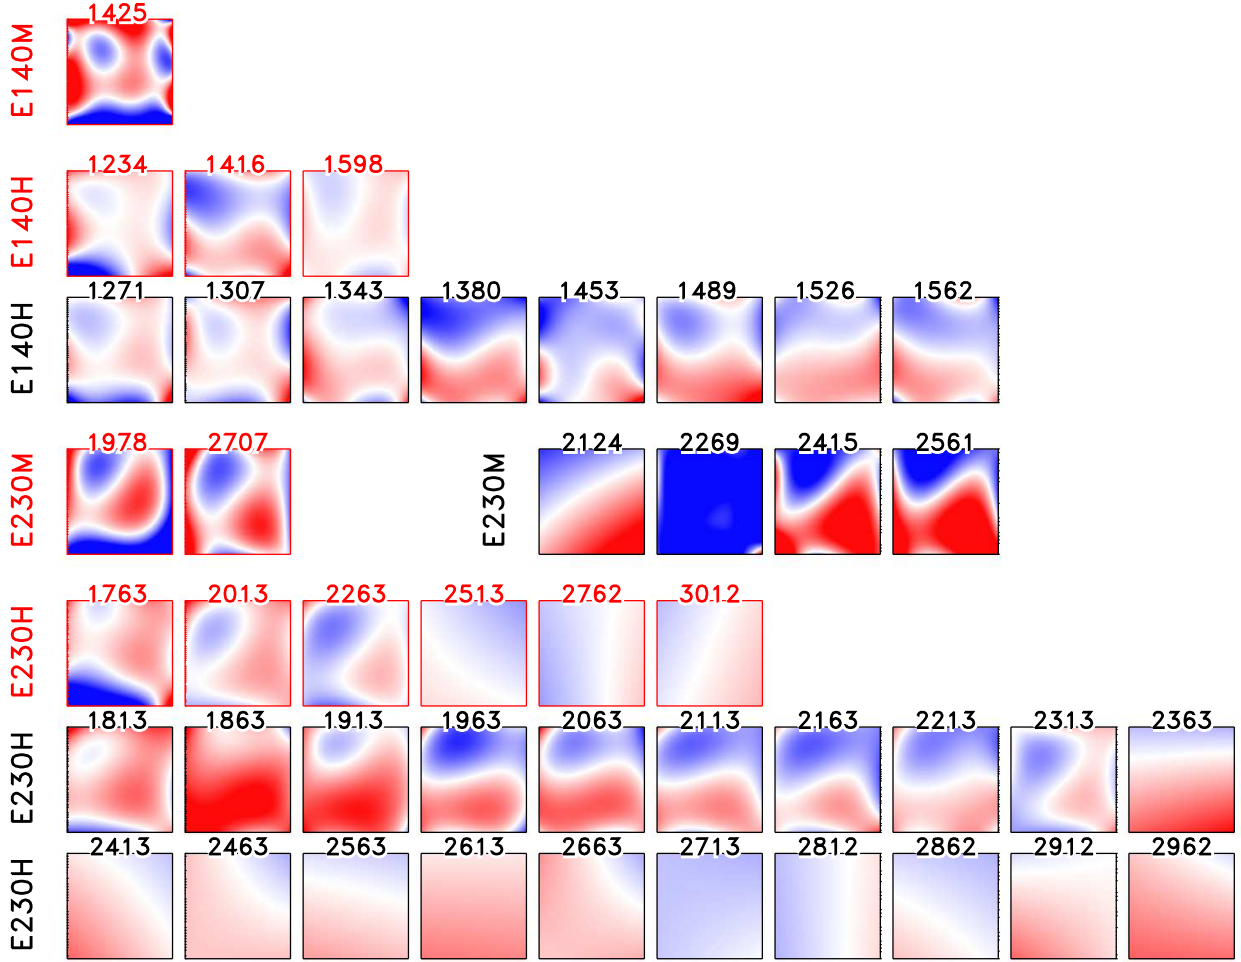 E140M
1425
E140H
1234 1416 1598
E140H
1271 1307 1343 1380 1453 1489 1526 1562
E230M
1978 2707
E230M
2124 2269 2415 2561
E230H
1763 2013 2263 2513 2762 3012
E230H
1813 1863 1913 1963 2063 2113 2163 2213 2313 2363
E230H
2413 2463 2563 2613 2663 2713 2812 2862 2912 2962